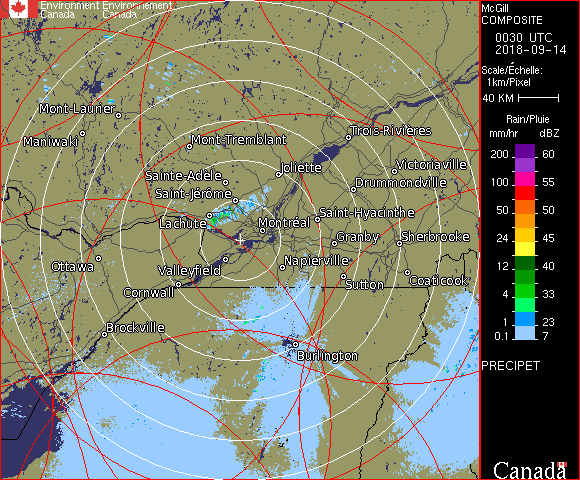 Environment Environnement
Canada Canada
McGill
COMPOSITE
0030 UTC
2018-09-14
Scale/Échelle:
1km/Pixel
40 KM
Rain/Pluie
mm/hr dBZ
200 60
100 55
50 50
24 45
12 40
4 33
1 23
0.1 7
PRECIPET
Canada
Mont-Laurier
Maniwaki
Mont-Tremblant
Trois-Rivières
Sainte-Adèle
Joliette
Victoriaville
Saint-Jérôme
Drummondville
Lachute
Montréal
Saint-Hyacinthe
Granby
Sherbrooke
Ottawa
Valleyfield
Napierville
Cornwall
Sutton
Coaticook
Brockville
Burlington